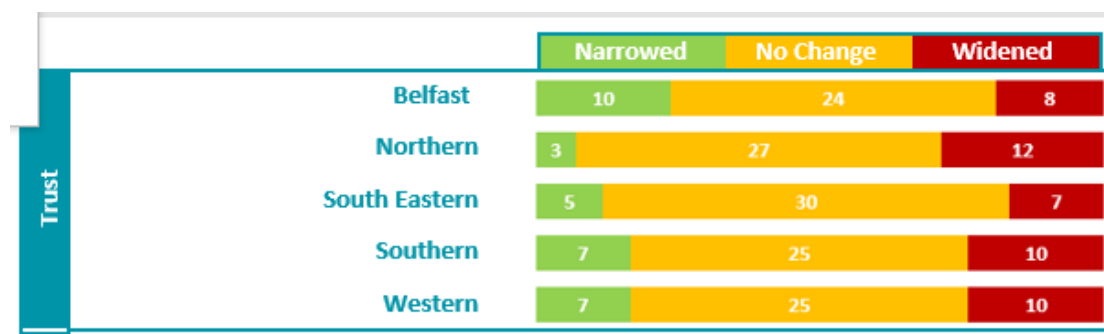 Narrowed No Change Widened
Trust
Belfast 10 24 8
Northern 3 27 12
South Eastern 5 30 7
Southern 7 25 10
Western 7 25 10